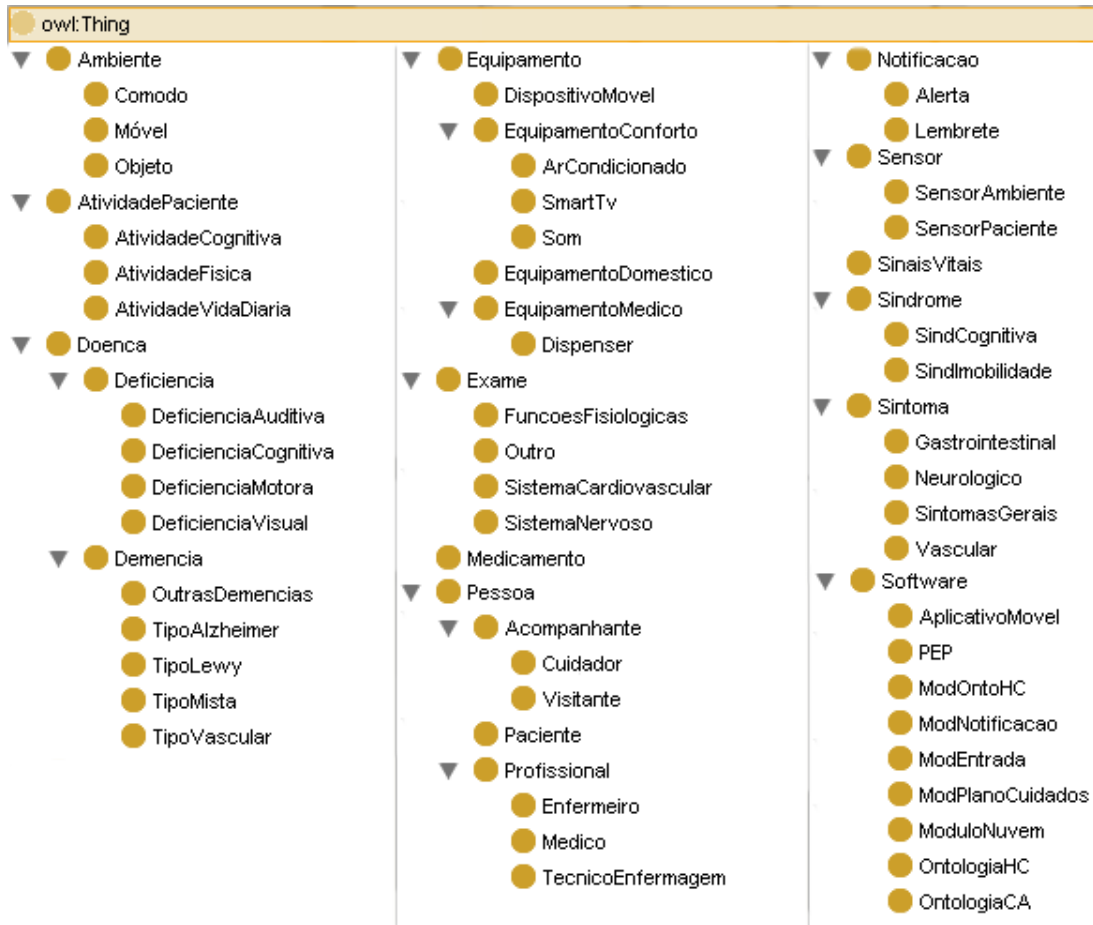 owl:Thing
Ambiente
Comodo
Móvel
Objeto
AtividadePaciente
AtividadeCognitiva
AtividadeFisica
AtividadeVidaDiaria
Doenca
Deficiencia
DeficienciaAuditiva
DeficienciaCognitiva
DeficienciaMotora
DeficienciaVisual
Demencia
OutrasDemencias
TipoAlzheimer
TipoLewy
TipoMista
TipoVascular
Equipamento
DispositivoMovel
EquipamentoConforto
ArCondicionado
SmartTv
Som
EquipamentoDomestico
EquipamentoMedico
Dispenser
Exame
FuncoesFisiologicas
Outro
SistemaCardiovascular
SistemaNervoso
Medicamento
Pessoa
Acompanhante
Cuidador
Visitante
Paciente
Profissional
Enfermeiro
Medico
TecnicoEnfermagem
Notificacao
Alerta
Lembrete
Sensor
SensorAmbiente
SensorPaciente
SinaisVitais
Sindrome
SindCognitiva
SindImobilidade
Sintoma
Gastrointestinal
Neurologico
SintomasGerais
Vascular
Software
AplicativoMovel
PEP
ModOntoHC
ModNotificacao
ModEntrada
ModPlanoCuidados
ModuloNuvem
OntologiaHC
OntologiaCA